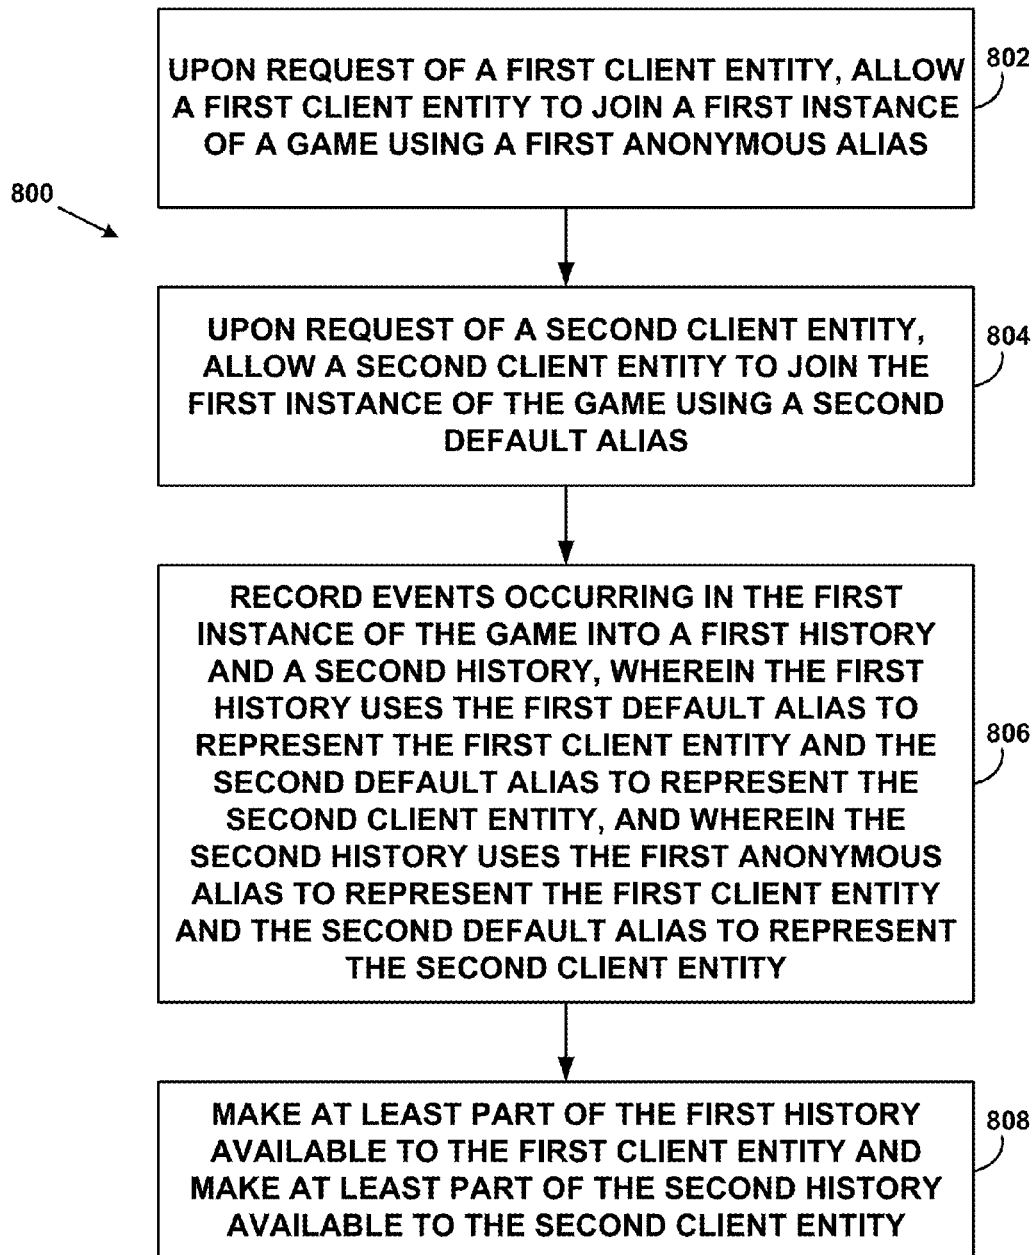 UPON REQUEST OF A FIRST CLIENT ENTITY, ALLOW
A FIRST CLIENT ENTITY TO JOIN A FIRST INSTANCE
OF A GAME USING A FIRST ANONYMOUS ALIAS
802
800
UPON REQUEST OF A SECOND CLIENT ENTITY,
ALLOW A SECOND CLIENT ENTITY TO JOIN THE
FIRST INSTANCE OF THE GAME USING A SECOND
DEFAULT ALIAS
804
RECORD EVENTS OCCURRING IN THE FIRST
INSTANCE OF THE GAME INTO A FIRST HISTORY
AND A SECOND HISTORY, WHEREIN THE FIRST
HISTORY USES THE FIRST DEFAULT ALIAS TO
REPRESENT THE FIRST CLIENT ENTITY AND THE
SECOND DEFAULT ALIAS TO REPRESENT THE
SECOND CLIENT ENTITY, AND WHEREIN THE
SECOND HISTORY USES THE FIRST ANONYMOUS
ALIAS TO REPRESENT THE FIRST CLIENT ENTITY
AND THE SECOND DEFAULT ALIAS TO REPRESENT
THE SECOND CLIENT ENTITY
806
MAKE AT LEAST PART OF THE FIRST HISTORY
AVAILABLE TO THE FIRST CLIENT ENTITY AND
MAKE AT LEAST PART OF THE SECOND HISTORY
AVAILABLE TO THE SECOND CLIENT ENTITY
808